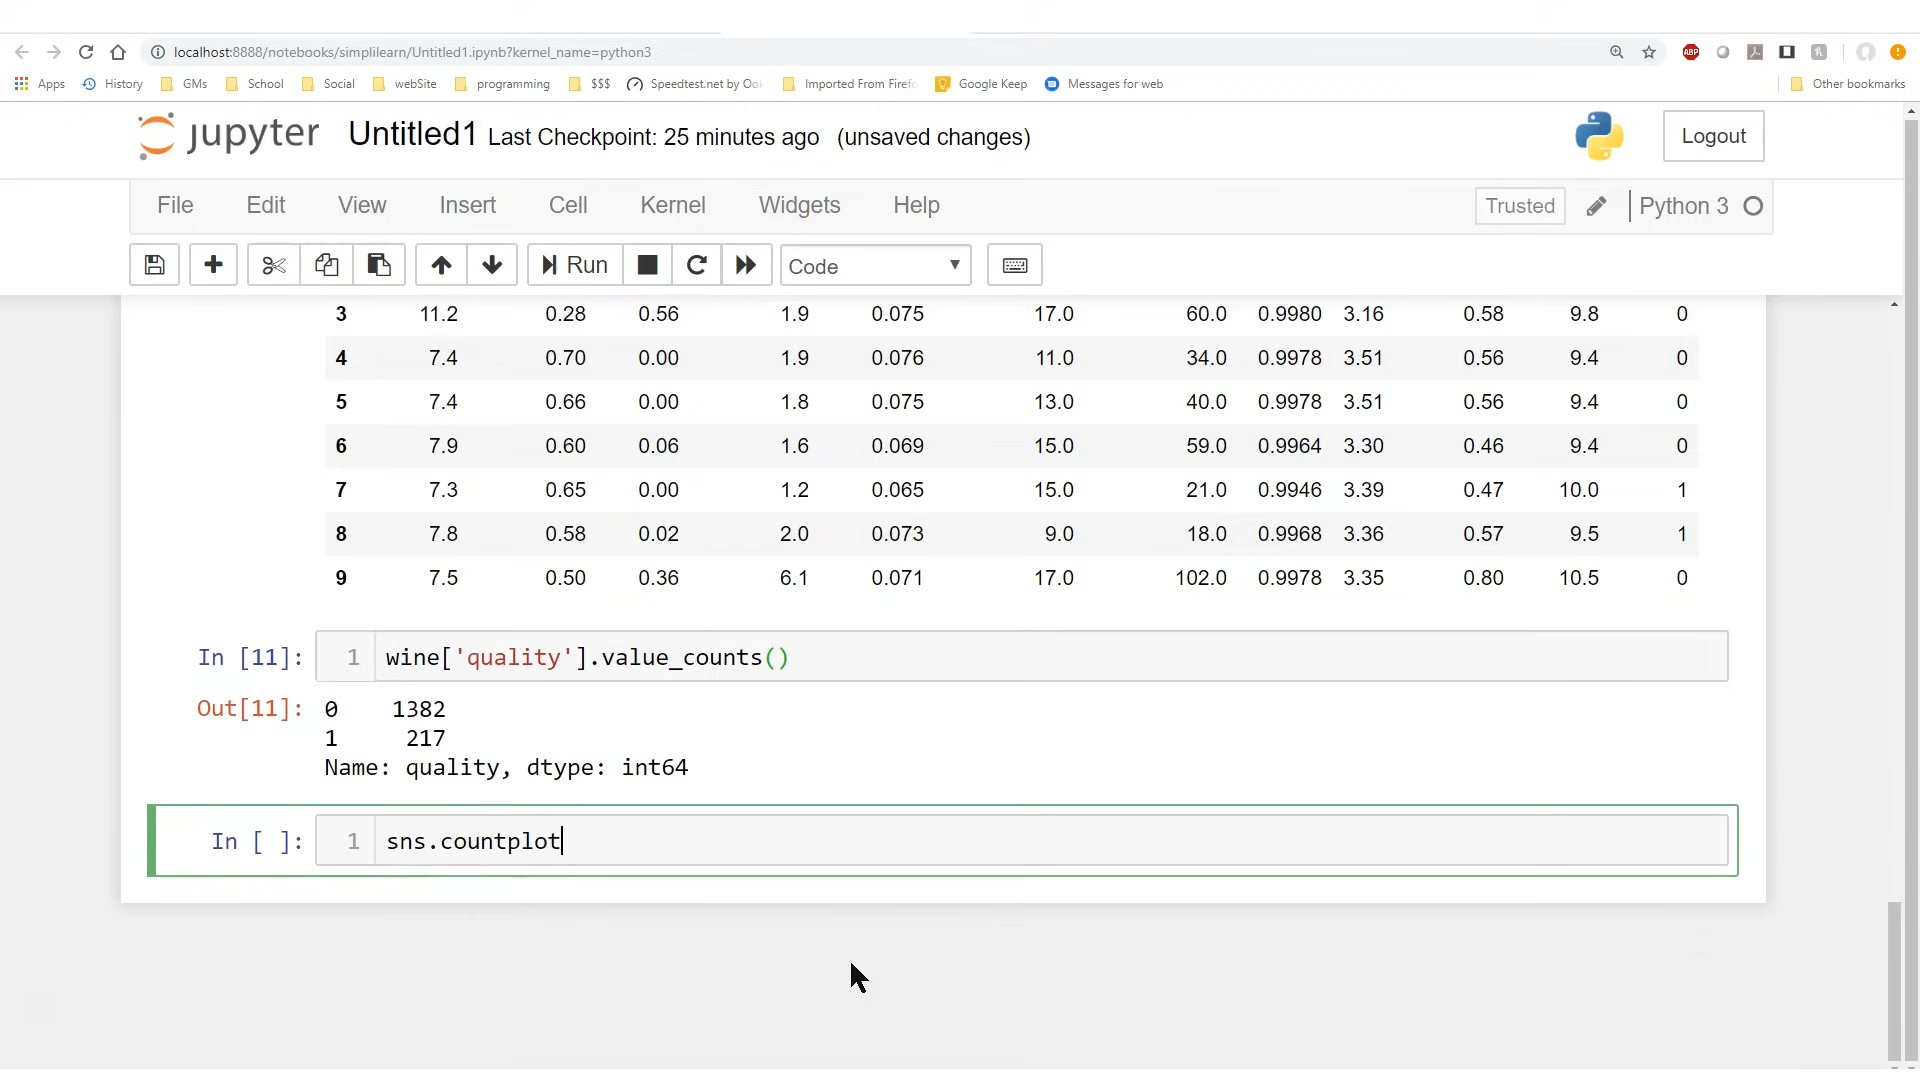 localhost:8888/notebooks/simplilearn/Untitled1.ipynb?kernel_name=python3 ABP
Apps History GMs School Social webSite programming $$$ Speedtest.net by Ook Imported From Firefo Google Keep Messages for web Other bookmarks
jupyter Untitled1 Last Checkpoint: 25 minutes ago (unsaved changes) Logout
File Edit View Insert Cell Kernel Widgets Help Trusted Python 3
Run Code
3 11.2 0.28 0.56 1.9 0.075 17.0 60.0 0.9980 3.16 0.58 9.8 0
4 7.4 0.70 0.00 1.9 0.076 11.0 34.0 0.9978 3.51 0.56 9.4 0
5 7.4 0.66 0.00 1.8 0.075 13.0 40.0 0.9978 3.51 0.56 9.4 0
6 7.9 0.60 0.06 1.6 0.069 15.0 59.0 0.9964 3.30 0.46 9.4 0
7 7.3 0.65 0.00 1.2 0.065 15.0 21.0 0.9946 3.39 0.47 10.0 1
8 7.8 0.58 0.02 2.0 0.073 9.0 18.0 0.9968 3.36 0.57 9.5 1
9 7.5 0.50 0.36 6.1 0.071 17.0 102.0 0.9978 3.35 0.80 10.5 0
In [11]: 1 wine['quality'].value_counts()
Out[11]: 0 1382
1 217
Name: quality, dtype: int64
In [ ]: 1 sns.countplot